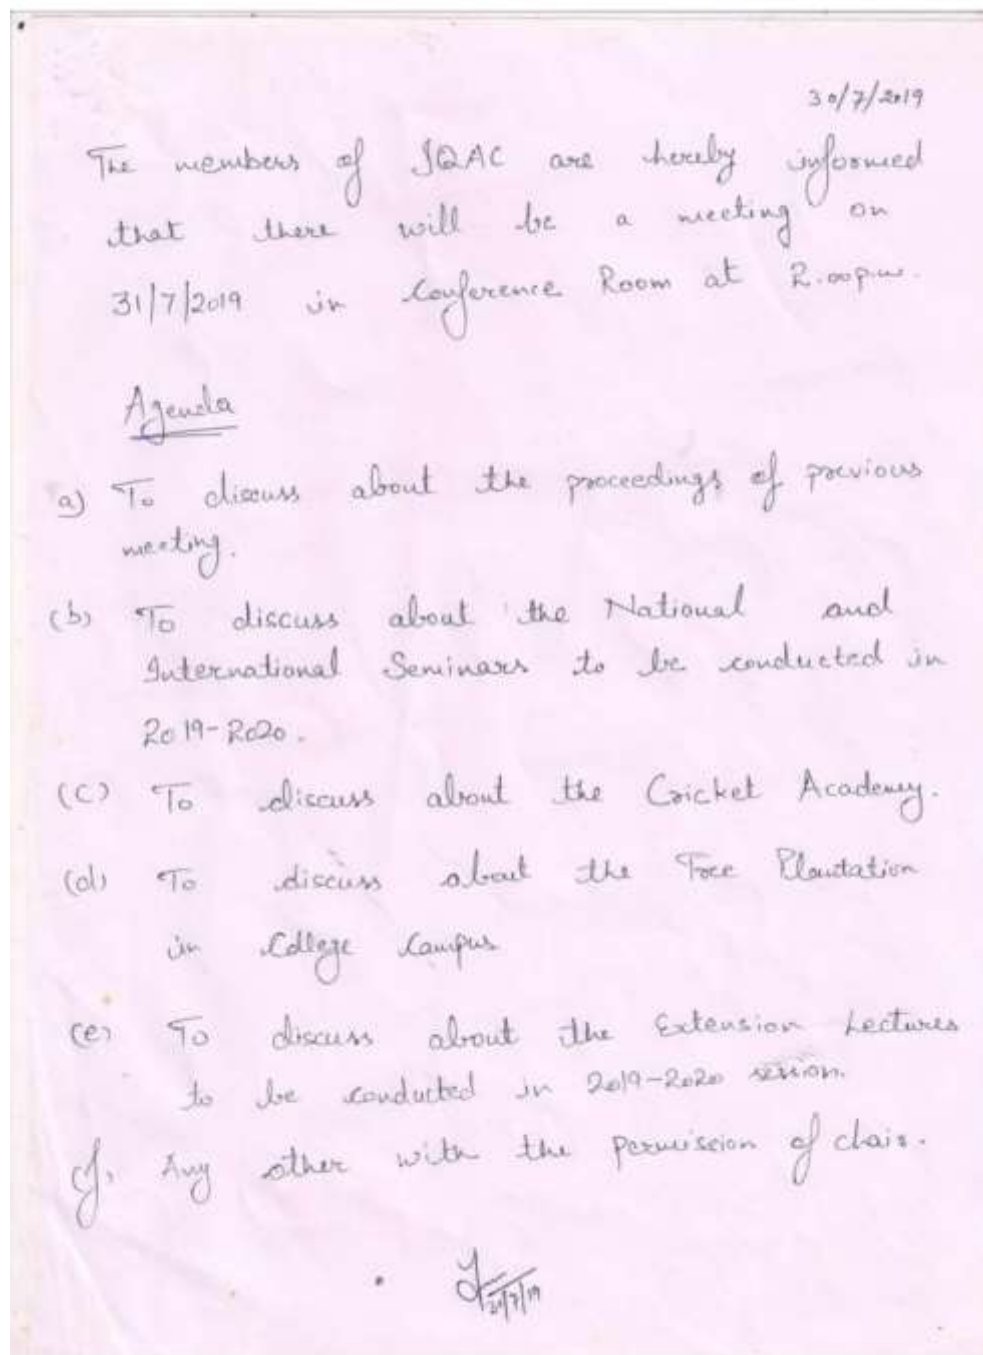 30/7/2019
The members of IQAC are hereby informed
that there will be a meeting on
31/7/2019 in Conference Room at 2.00p.m.
Agenda
a) To discuss about the proceedings of previous
meeting.
(b) To discuss about the National and
International Seminars to be conducted in
2019-2020.
(c) To discuss about the Cricket Academy.
(d) To discuss about the Tree Plantation
in College Campus
(e) To discuss about the Extension Lectures
to be conducted in 2019-2020 session.
(f) Any other with the permission of chair.
30/7/19